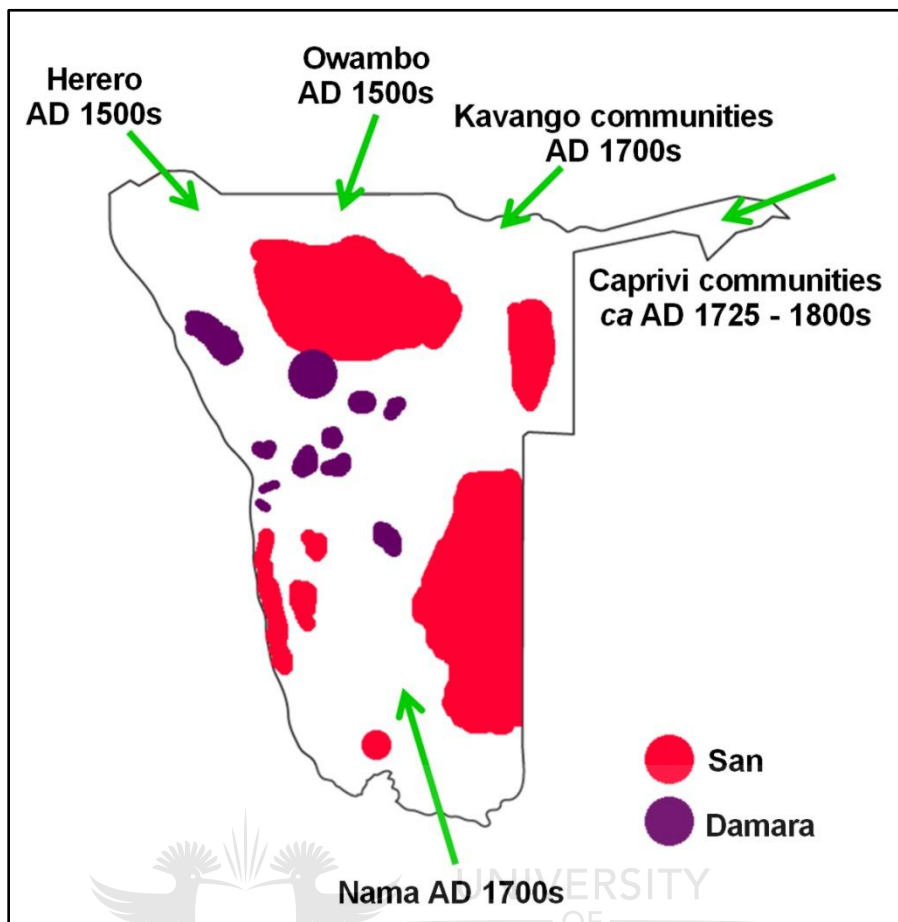 Herero
AD 1500s
Owambo
AD 1500s
Kavango communities
AD 1700s
Caprivi communities
ca AD 1725 - 1800s
San
Damara
Nama AD 1700s
UNIVERSITY
OF